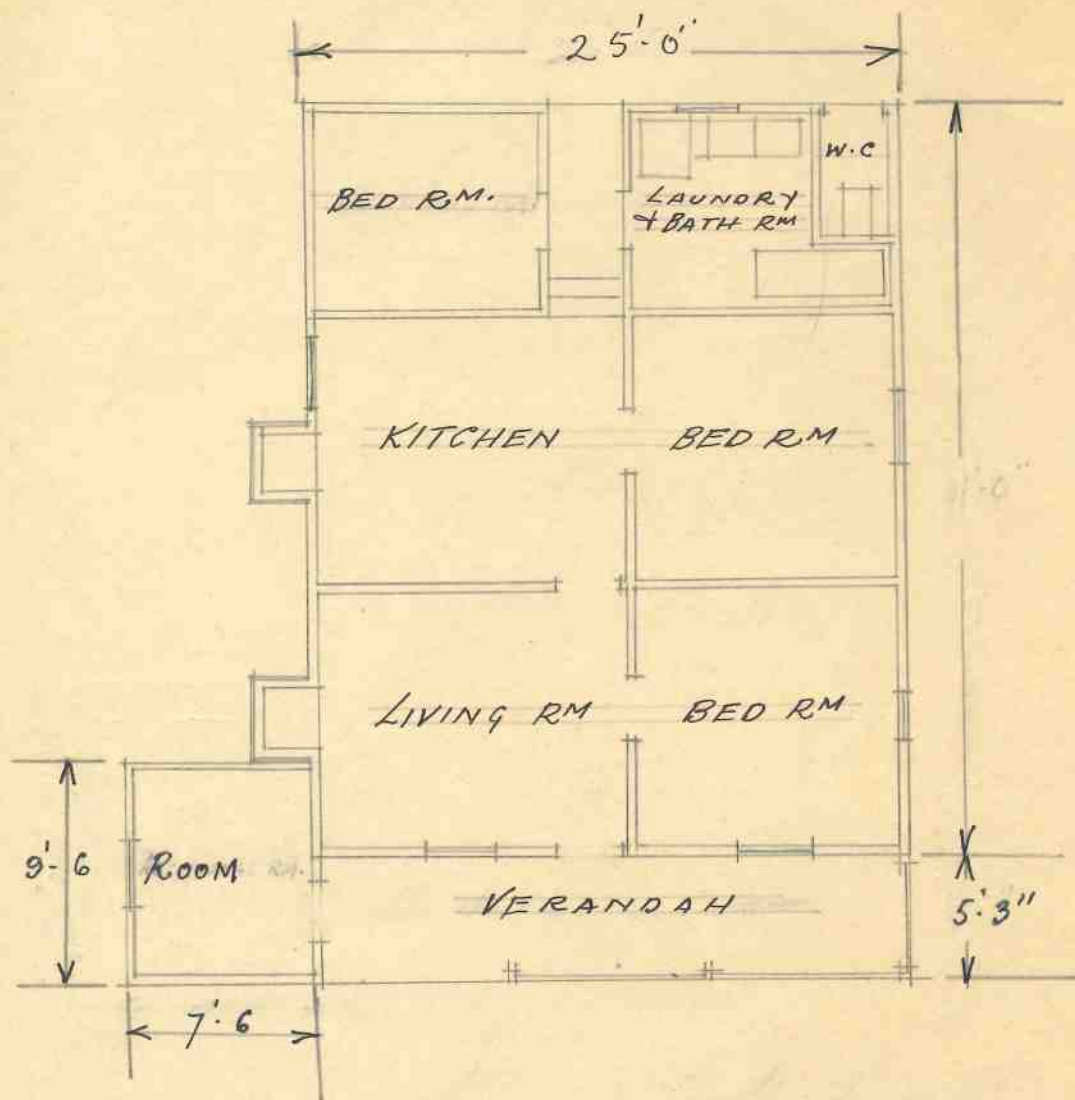 25'-0"
BED RM.
LAUNDRY
& BATH RM
W.C
KITCHEN
BED RM
LIVING RM
BED RM
9'-6
ROOM
VERANDAH
5'-3"
7'-6